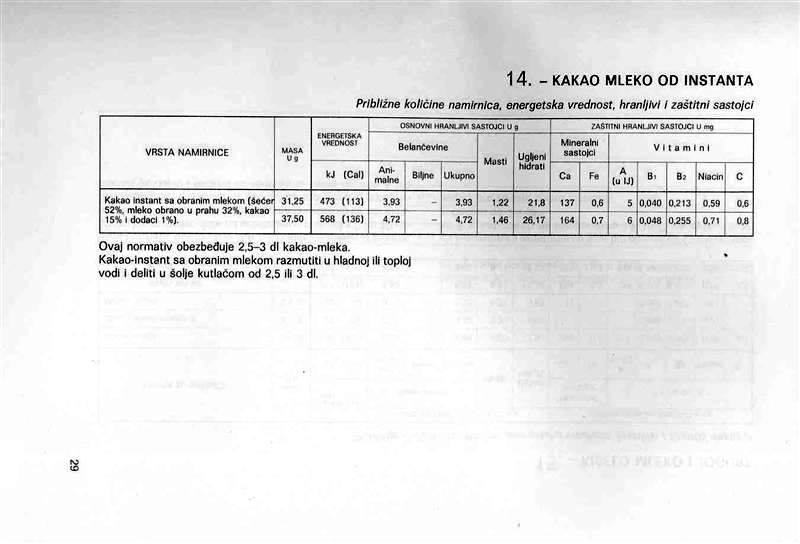 14. – KAKAO MLEKO OD INSTANTA
Približne količine namirnica, energetska vrednost, hranljivi i zaštitni sastojci
VRSTA NAMIRNICE
MASA
U g
ENERGETSKA
VREDNOST
kJ (Cal)
OSNOVNI HRANLJIVI SASTOJCI U g
Belančevine
Ani-
malne
Biljne
Ukupno
Masti
Ugljeni
hidrati
ZAŠTITNI HRANLJIVI SASTOJCI U mg
Mineralni
sastojci
Ca
Fe
Vitamini
A
(u IJ)
B1
B2
Niacin
C
Kakao instant sa obranim mlekom (šećer 31,25 473 (113) 3,93 – 3,93 1,22 21,8 137 0,6 5 0,040 0,213 0,59 0,6
52%, mleko obrano u prahu 32%, kakao
15% i dodaci 1%). 37,50 568 (136) 4,72 – 4,72 1,46 26,17 164 0,7 6 0,048 0,255 0,71 0,8
Ovaj normativ obezbeđuje 2,5–3 dl kakao-mleka.
Kakao-instant sa obranim mlekom razmutiti u hladnoj ili toploj
vodi i deliti u šolje kutlačom od 2,5 ili 3 dl.
29